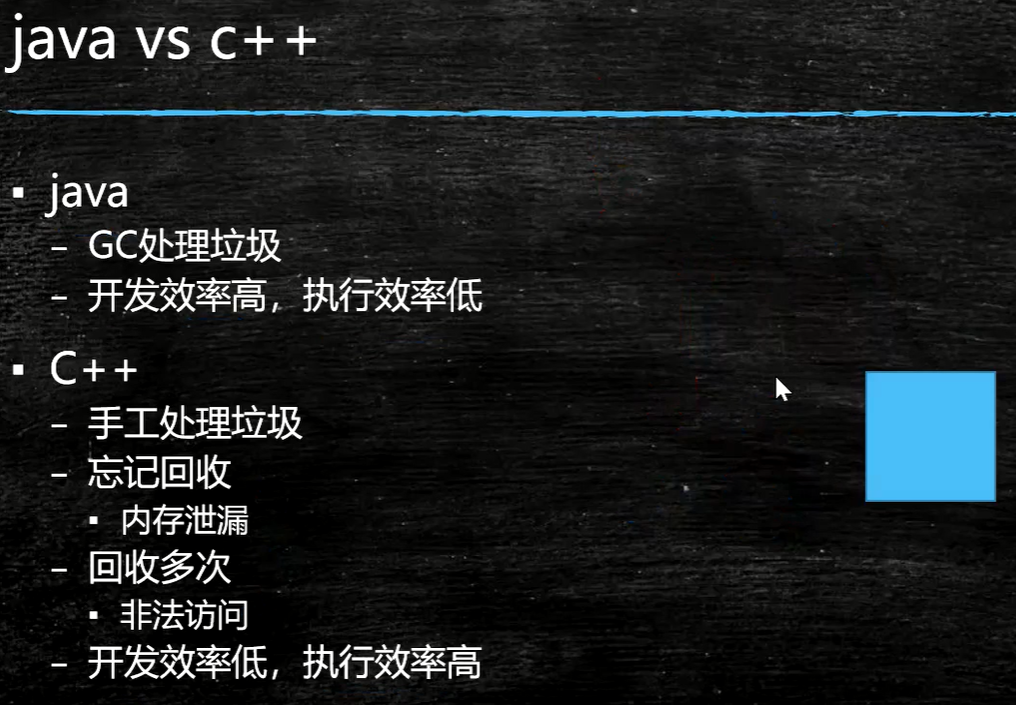 java vs c++
▪ java
– GC处理垃圾
– 开发效率高，执行效率低
▪ C++
– 手工处理垃圾
– 忘记回收
▪ 内存泄漏
– 回收多次
▪ 非法访问
– 开发效率低，执行效率高